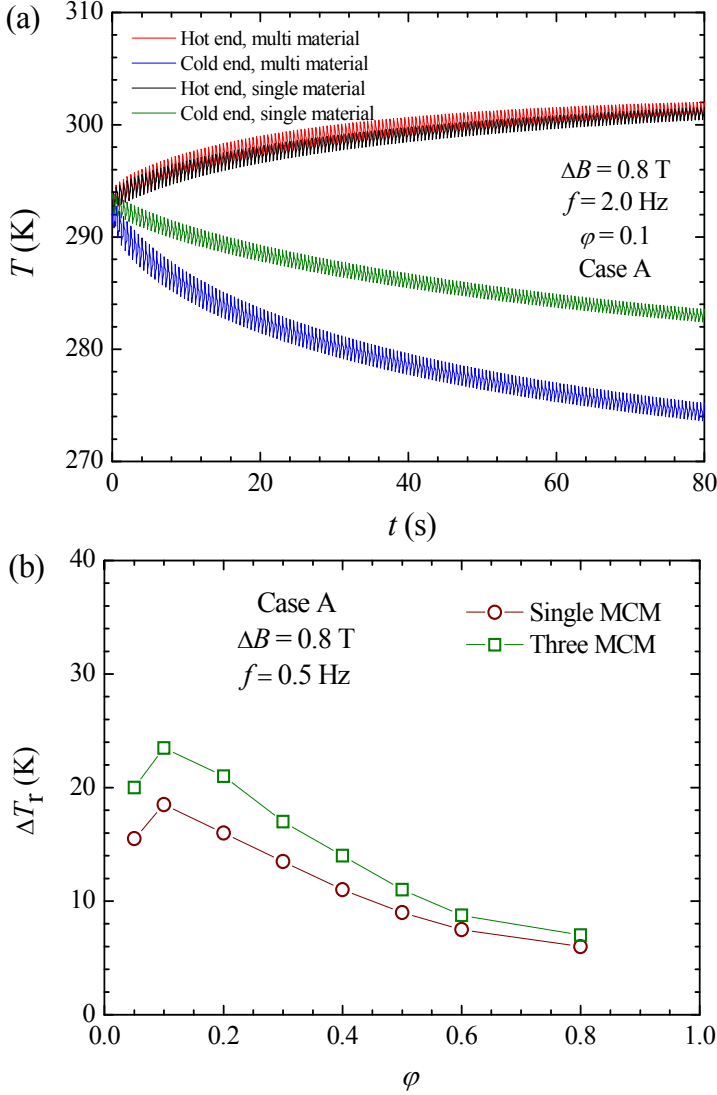 (a)
310
300
290
280
270
T (K)
Hot end, multi material
Cold end, multi material
Hot end, single material
Cold end, single material
ΔB = 0.8 T
f = 2.0 Hz
φ = 0.1
Case A
0 20 40 60 80
t (s)
(b)
40
30
20
10
0
ΔTr (K)
Case A
ΔB = 0.8 T
f = 0.5 Hz
Single MCM
Three MCM
0.0 0.2 0.4 0.6 0.8 1.0
φ